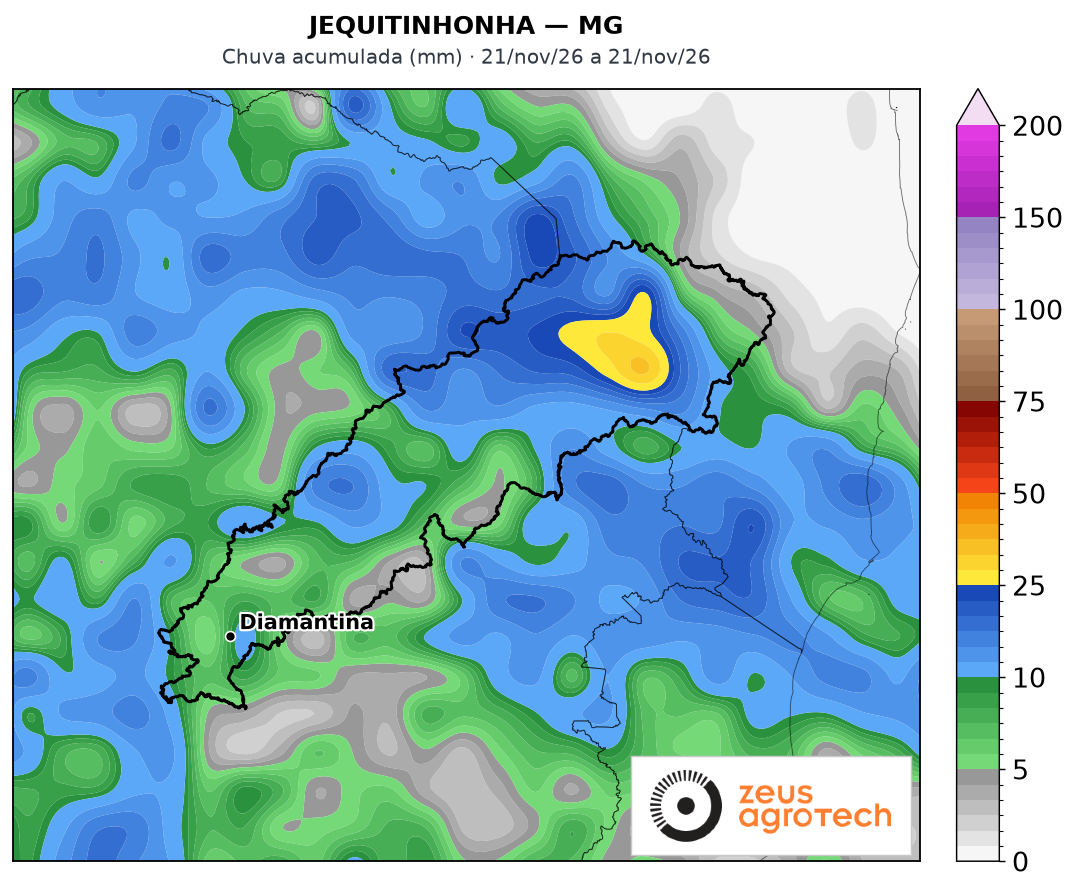 JEQUITINHONHA — MG
Chuva acumulada (mm) · 21/nov/26 a 21/nov/26
200
150
100
75
50
25
10
5
0
Diamantina
zeus
agrotech